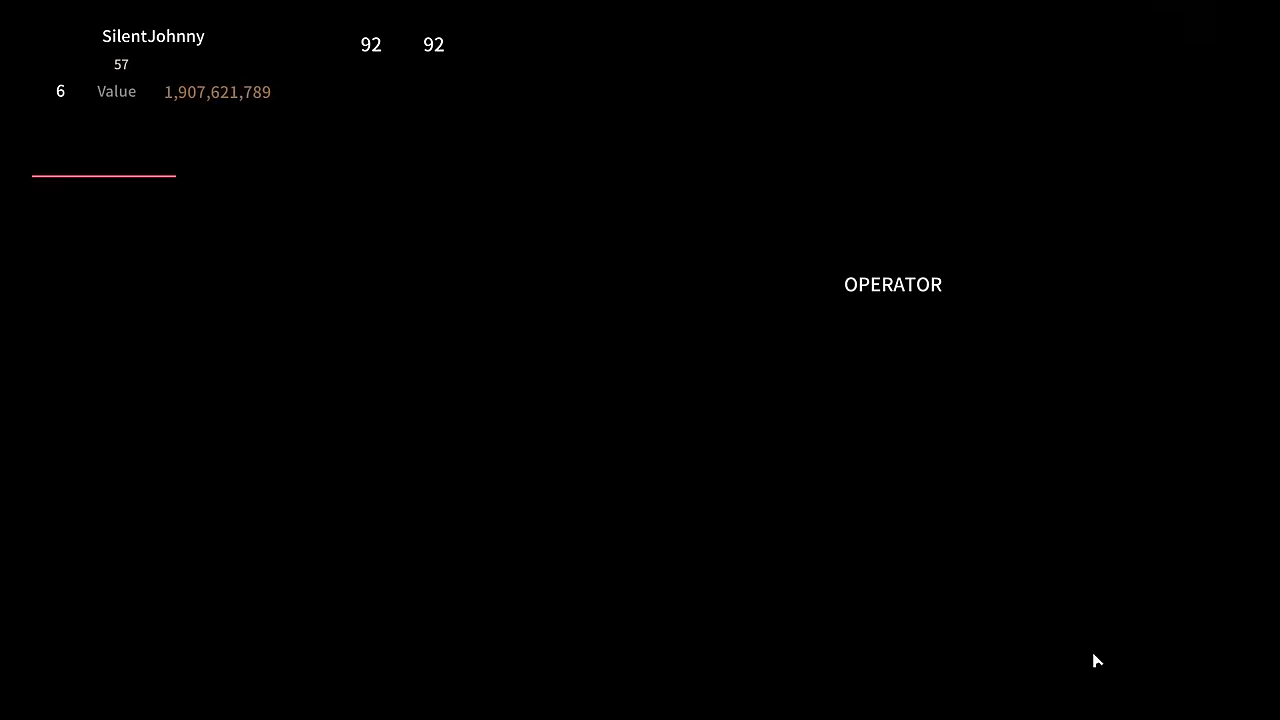 SilentJohnny
92 92
57
6 Value 1,907,621,789
OPERATOR